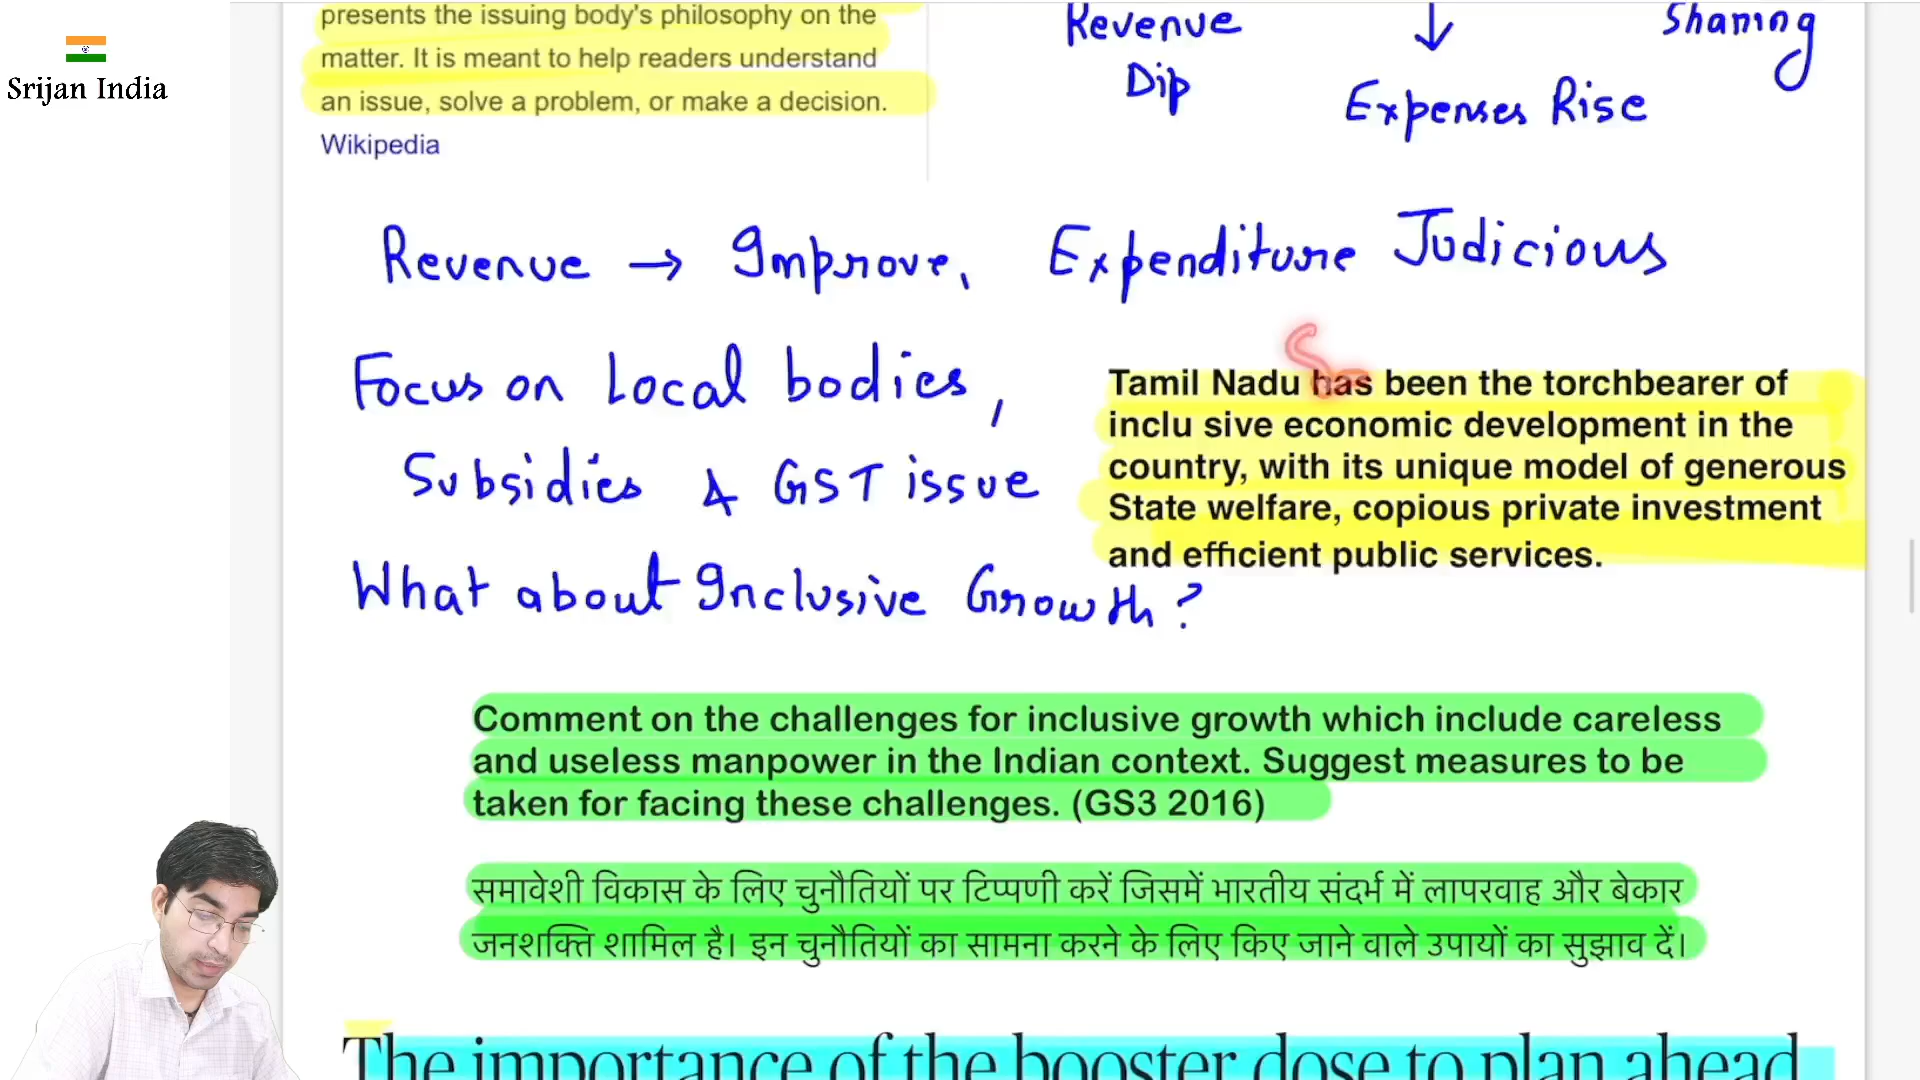 presents the issuing body's philosophy on the
matter. It is meant to help readers understand
an issue, solve a problem, or make a decision.
Wikipedia
Revenue
Dip
Expenses Rise
Sharing
Srijan India
Revenue → Improve, Expenditure Judicious
Focus on Local bodies,
Subsidies & GST issue
What about Inclusive Growth?
Tamil Nadu has been the torchbearer of
inclu sive economic development in the
country, with its unique model of generous
State welfare, copious private investment
and efficient public services.
Comment on the challenges for inclusive growth which include careless
and useless manpower in the Indian context. Suggest measures to be
taken for facing these challenges. (GS3 2016)
समावेशी विकास के लिए चुनौतियों पर टिप्पणी करें जिसमें भारतीय संदर्भ में लापरवाह और बेकार
जनशक्ति शामिल है। इन चुनौतियों का सामना करने के लिए किए जाने वाले उपायों का सुझाव दें।
The importance of the booster dose to plan ahead